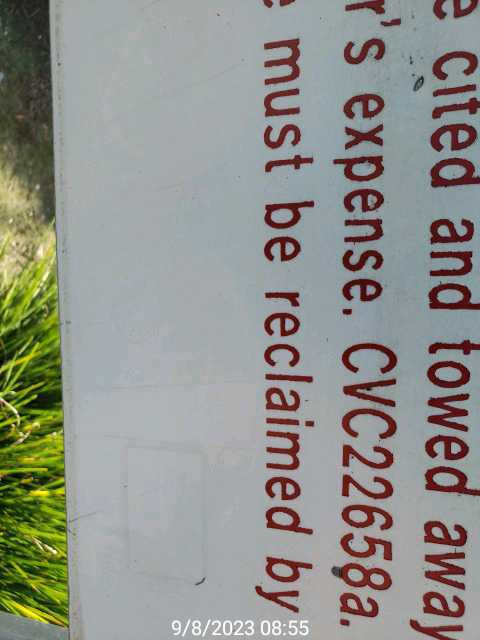 e cited and towed away
r's expense. CVC22658a.
must be reclaimed by
9/8/2023 08:55